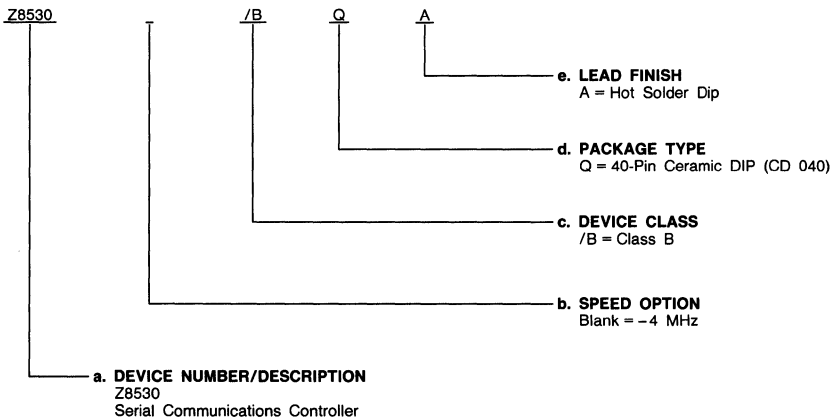 Z8530 - /B Q A
e. LEAD FINISH
A = Hot Solder Dip
d. PACKAGE TYPE
Q = 40-Pin Ceramic DIP (CD 040)
c. DEVICE CLASS
/B = Class B
b. SPEED OPTION
Blank = -4 MHz
a. DEVICE NUMBER/DESCRIPTION
Z8530
Serial Communications Controller